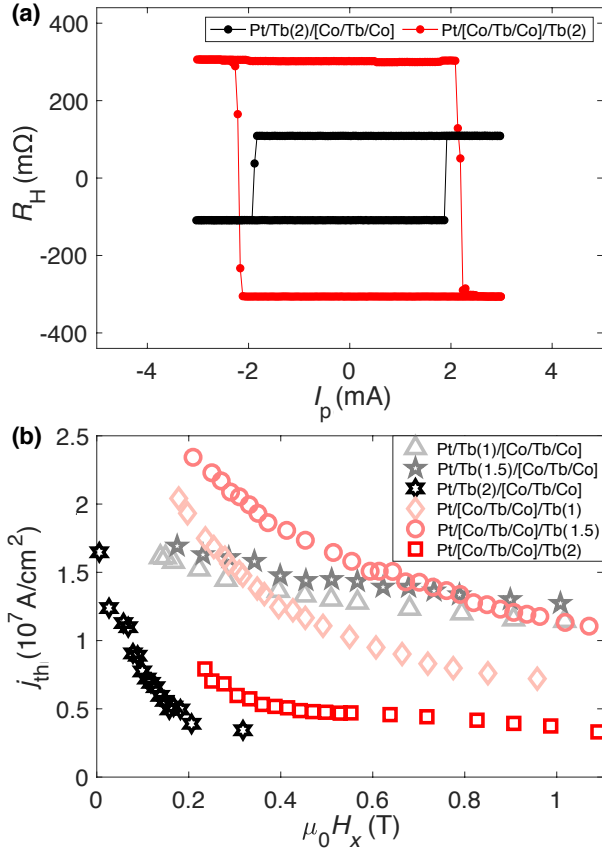 (a)
Pt/Tb(2)/[Co/Tb/Co]
Pt/[Co/Tb/Co]/Tb(2)
400
200
0
-200
-400
R_H (mΩ)
-4
-2
0
2
4
I_p (mA)
(b)
2.5
2
1.5
1
0.5
0
j_th (10^7 A/cm^2)
Pt/Tb(1)/[Co/Tb/Co]
Pt/Tb(1.5)/[Co/Tb/Co]
Pt/Tb(2)/[Co/Tb/Co]
Pt/[Co/Tb/Co]/Tb(1)
Pt/[Co/Tb/Co]/Tb(1.5)
Pt/[Co/Tb/Co]/Tb(2)
0
0.2
0.4
0.6
0.8
1
μ_0H_x (T)